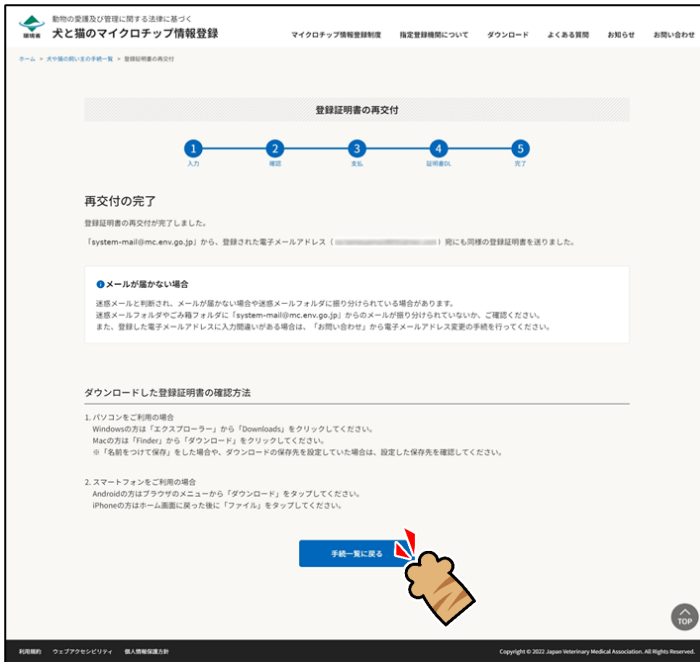 動物の愛護及び管理に関する法律に基づく
環境省
犬と猫のマイクロチップ情報登録
マイクロチップ情報登録制度 指定登録機関について ダウンロード よくある質問 お知らせ お問い合わせ
ホーム > 犬や猫の飼い主の手続一覧 > 登録証明書の再交付
登録証明書の再交付
1 2 3 4 5
入力 確認 支払 証明書DL 完了
再交付の完了
登録証明書の再交付が完了しました。
「system-mail@mc.env.go.jp」から、登録された電子メールアドレス（ ）宛にも同様の登録証明書を送りました。
メールが届かない場合
迷惑メールと判断され、メールが届かない場合や迷惑メールフォルダに振り分けられている場合があります。
迷惑メールフォルダやごみ箱フォルダに「system-mail@mc.env.go.jp」からのメールが振り分けられていないか、ご確認ください。
また、登録した電子メールアドレスに入力間違いがある場合は、「お問い合わせ」から電子メールアドレス変更の手続を行ってください。
ダウンロードした登録証明書の確認方法
1. パソコンをご利用の場合
Windowsの方は「エクスプローラー」から「Downloads」をクリックしてください。
Macの方は「Finder」から「ダウンロード」をクリックしてください。
※「名前をつけて保存」をした場合や、ダウンロードの保存先を設定していた場合は、設定した保存先を確認してください。
2. スマートフォンをご利用の場合
Androidの方はブラウザのメニューから「ダウンロード」をタップしてください。
iPhoneの方はホーム画面に戻った後に「ファイル」をタップしてください。
手続一覧に戻る
TOP
利用規約 ウェブアクセシビリティ 個人情報保護方針 Copyright © 2022 Japan Veterinary Medical Association. All Rights Reserved.